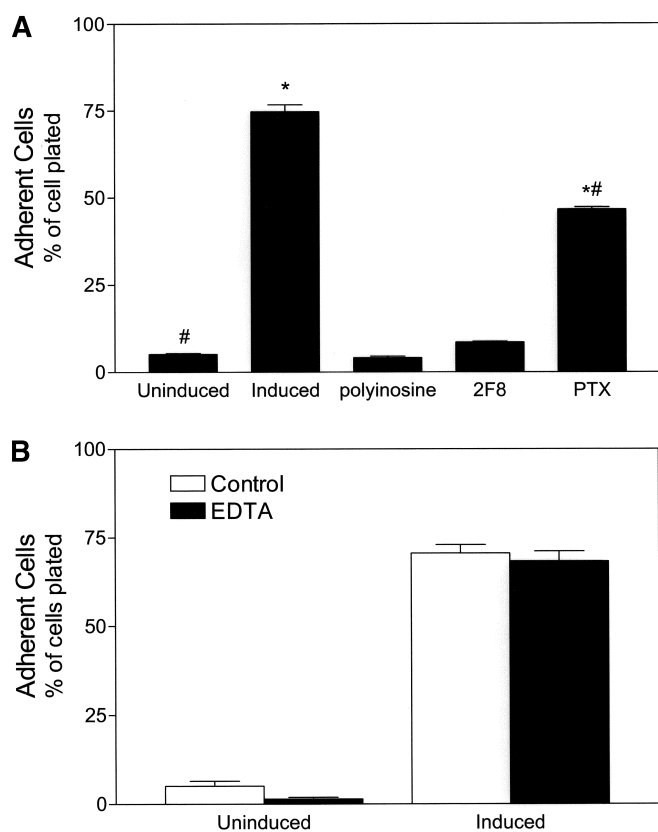 A
100
75
50
25
0
Adherent Cells
% of cell plated
#
*
*#
Uninduced Induced polyinosine 2F8 PTX
B
100
75
50
25
0
Adherent Cells
% of cells plated
Control
EDTA
Uninduced Induced